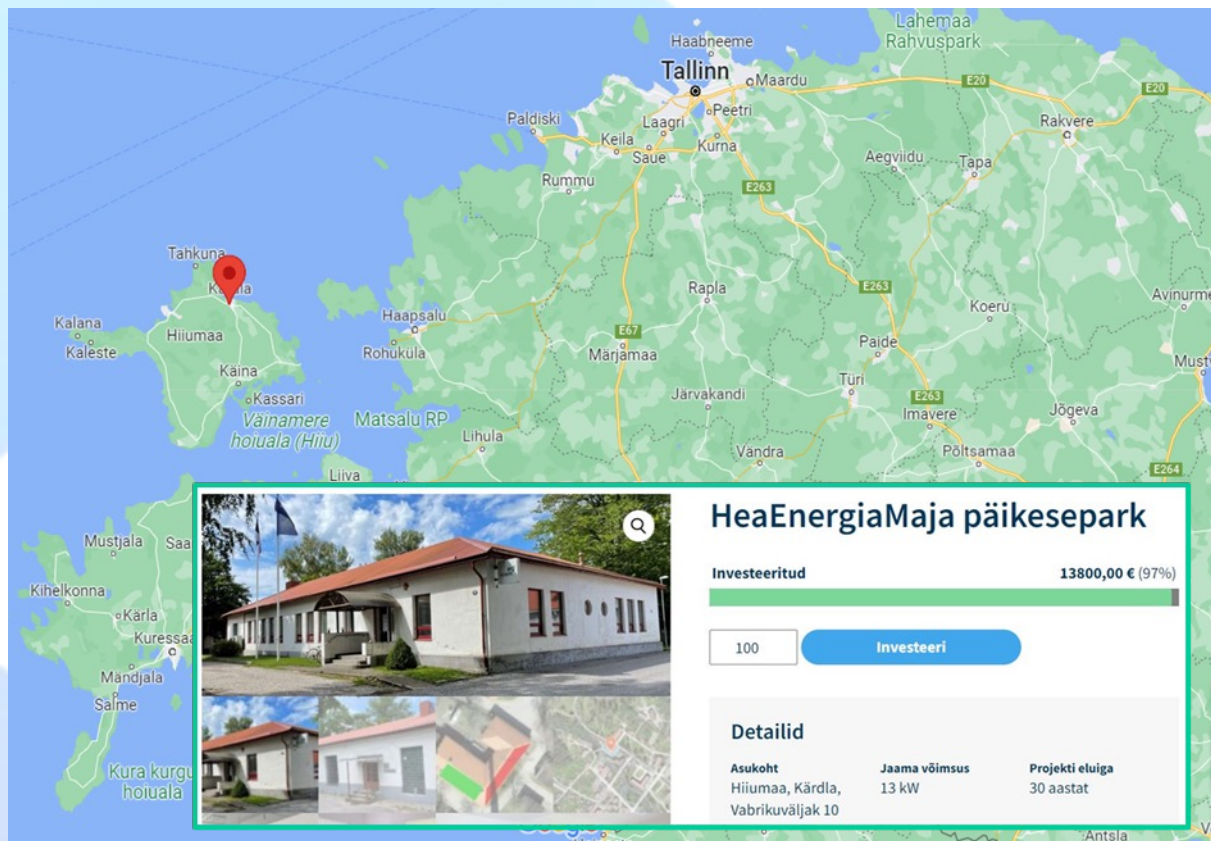 Lahemaa
Rahvuspark
Haabneeme
Tallinn
Maardu
E20
E20
Paldiski
Laagri
Peetri
Keila
Rakvere
Saue
Kurna
Aegviidu
Tapa
Rummu
E263
Tahkuna
Rapla
E263
Koeru
Haapsalu
Kalana
Hiiumaa
E67
Kaleste
Rohuküla
Märjamaa
Paide
Käina
Türi
Kassari
Järvakandi
E263
Väinamere
hoiuala (Hiiu)
Matsalu RP
Imavere
Jõgeva
Lihula
Vändra
Põltsamaa
Liiva
E264
HeaEnergiaMaja päikesepark
Investeeritud 13800,00 € (97%)
100 Investeeri
Detailid
Asukoht Jaama võimsus Projekti eluiga
Hiiumaa, Kärdla, 13 kW 30 aastat
Vabrikuväljak 10
Mustjala
Kihelkonna
Kärla
Mändjala
Salme
Kura kurgu
hoiuala
Antsla